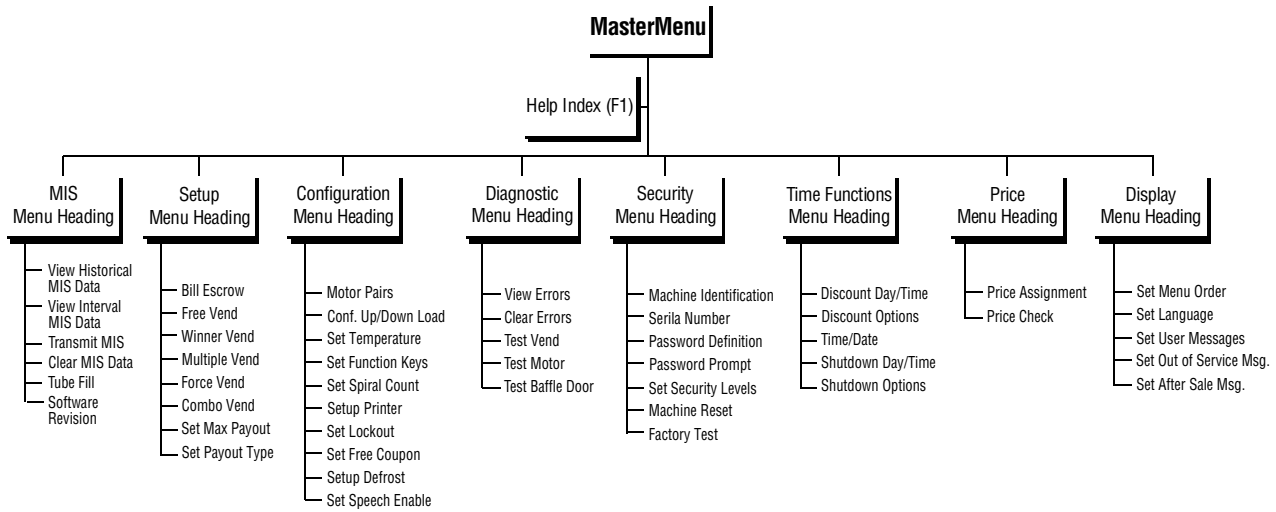 MasterMenu
Help Index (F1)
MIS
Menu Heading
View Historical
MIS Data
View Interval
MIS Data
Transmit MIS
Clear MIS Data
Tube Fill
Software
Revision
Setup
Menu Heading
Bill Escrow
Free Vend
Winner Vend
Multiple Vend
Force Vend
Combo Vend
Set Max Payout
Set Payout Type
Configuration
Menu Heading
Motor Pairs
Conf. Up/Down Load
Set Temperature
Set Function Keys
Set Spiral Count
Setup Printer
Set Lockout
Set Free Coupon
Setup Defrost
Set Speech Enable
Diagnostic
Menu Heading
View Errors
Clear Errors
Test Vend
Test Motor
Test Baffle Door
Security
Menu Heading
Machine Identification
Serila Number
Password Definition
Password Prompt
Set Security Levels
Machine Reset
Factory Test
Time Functions
Menu Heading
Discount Day/Time
Discount Options
Time/Date
Shutdown Day/Time
Shutdown Options
Price
Menu Heading
Price Assignment
Price Check
Display
Menu Heading
Set Menu Order
Set Language
Set User Messages
Set Out of Service Msg.
Set After Sale Msg.